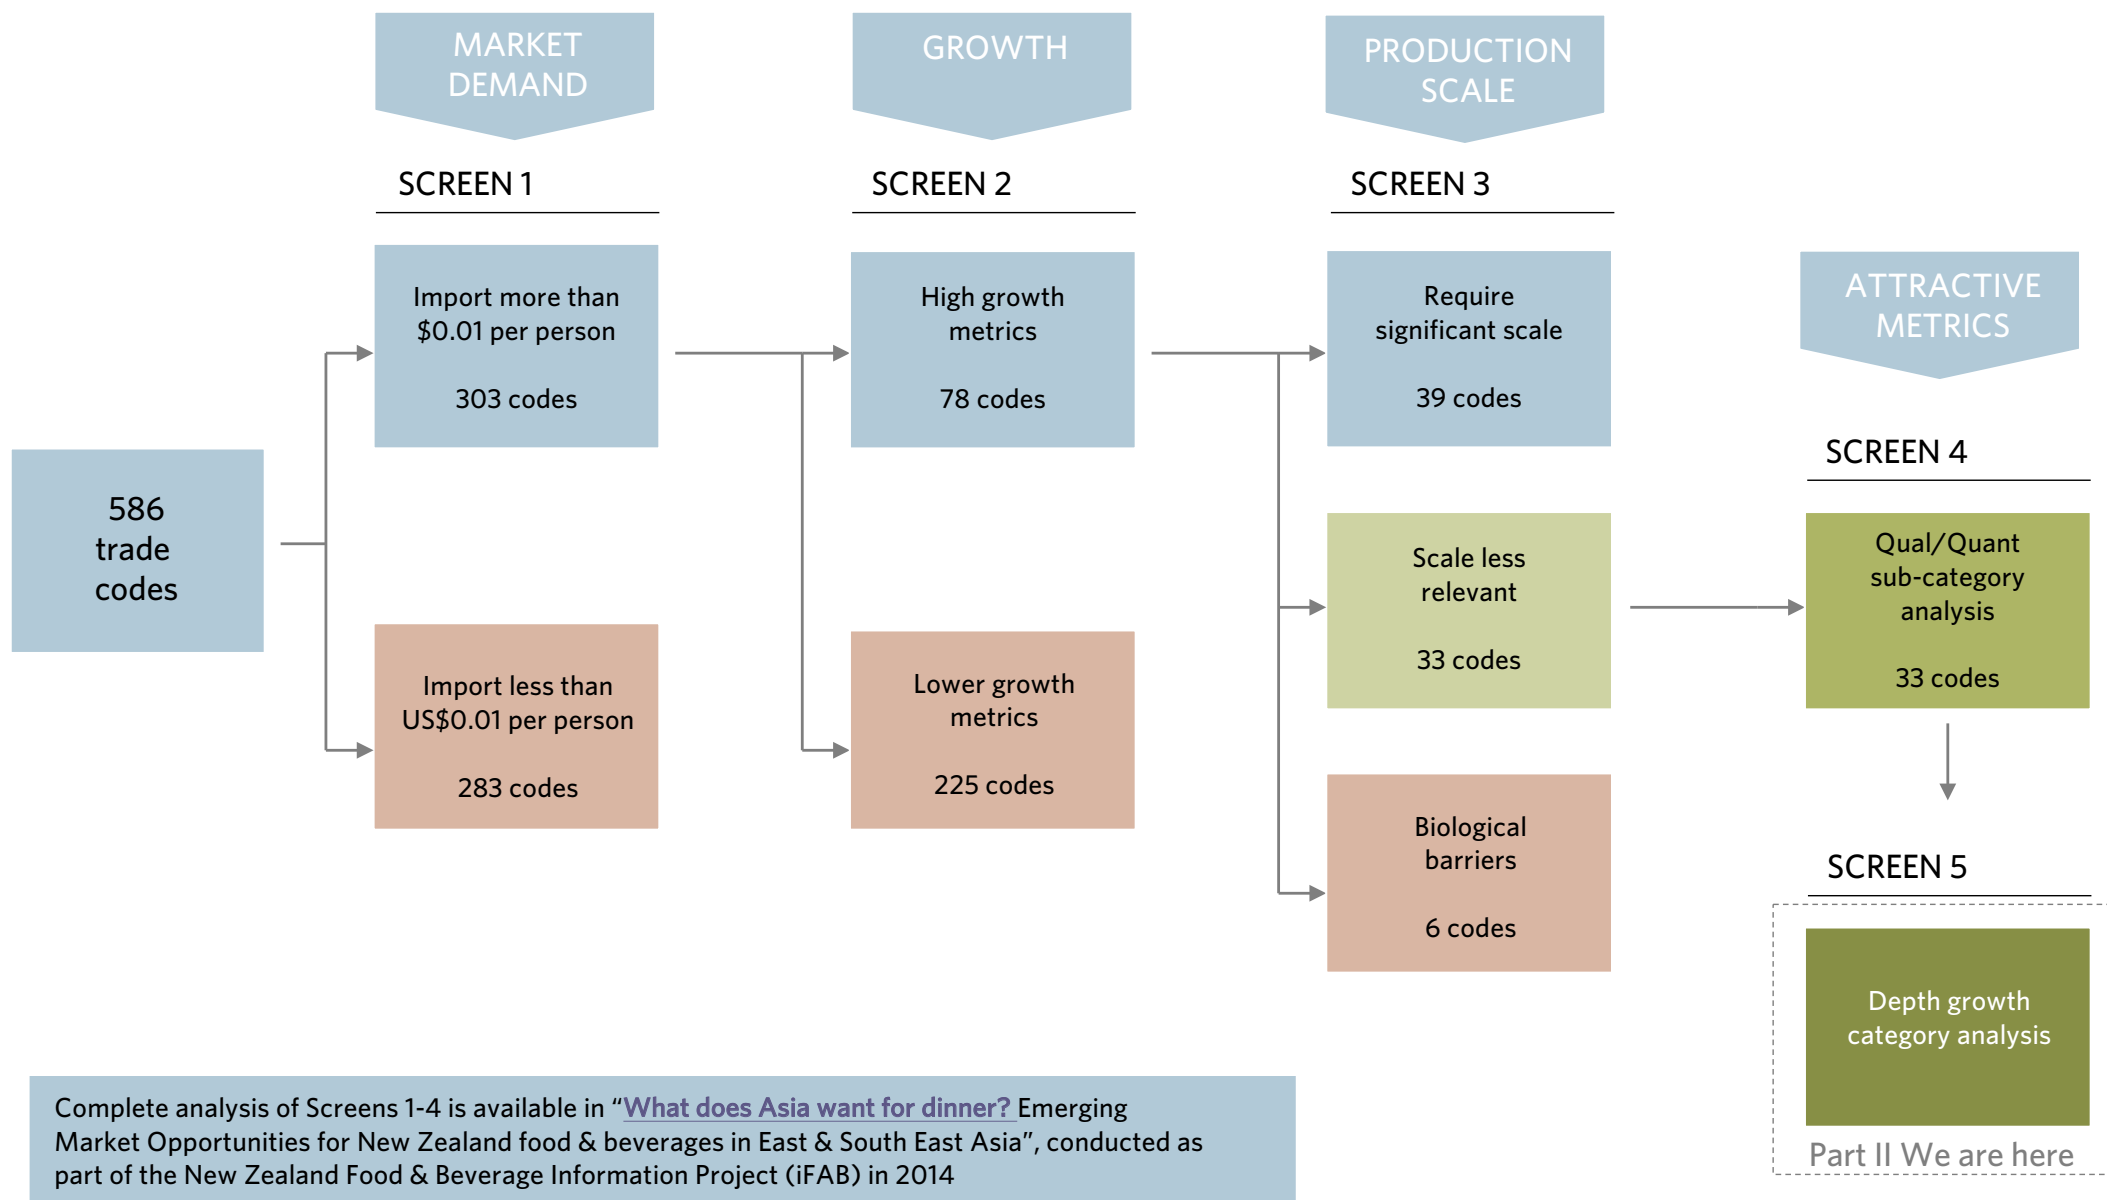 MARKET
DEMAND
GROWTH
PRODUCTION
SCALE
SCREEN 1
SCREEN 2
SCREEN 3
Import more than
$0.01 per person
303 codes
High growth
metrics
78 codes
Require
significant scale
39 codes
ATTRACTIVE
METRICS
SCREEN 4
586
trade
codes
Scale less
relevant
33 codes
Qual/Quant
sub-category
analysis
33 codes
Import less than
US$0.01 per person
283 codes
Lower growth
metrics
225 codes
Biological
barriers
6 codes
SCREEN 5
Depth growth
category analysis
Part II We are here
Complete analysis of Screens 1-4 is available in “What does Asia want for dinner? Emerging
Market Opportunities for New Zealand food & beverages in East & South East Asia”, conducted as
part of the New Zealand Food & Beverage Information Project (iFAB) in 2014